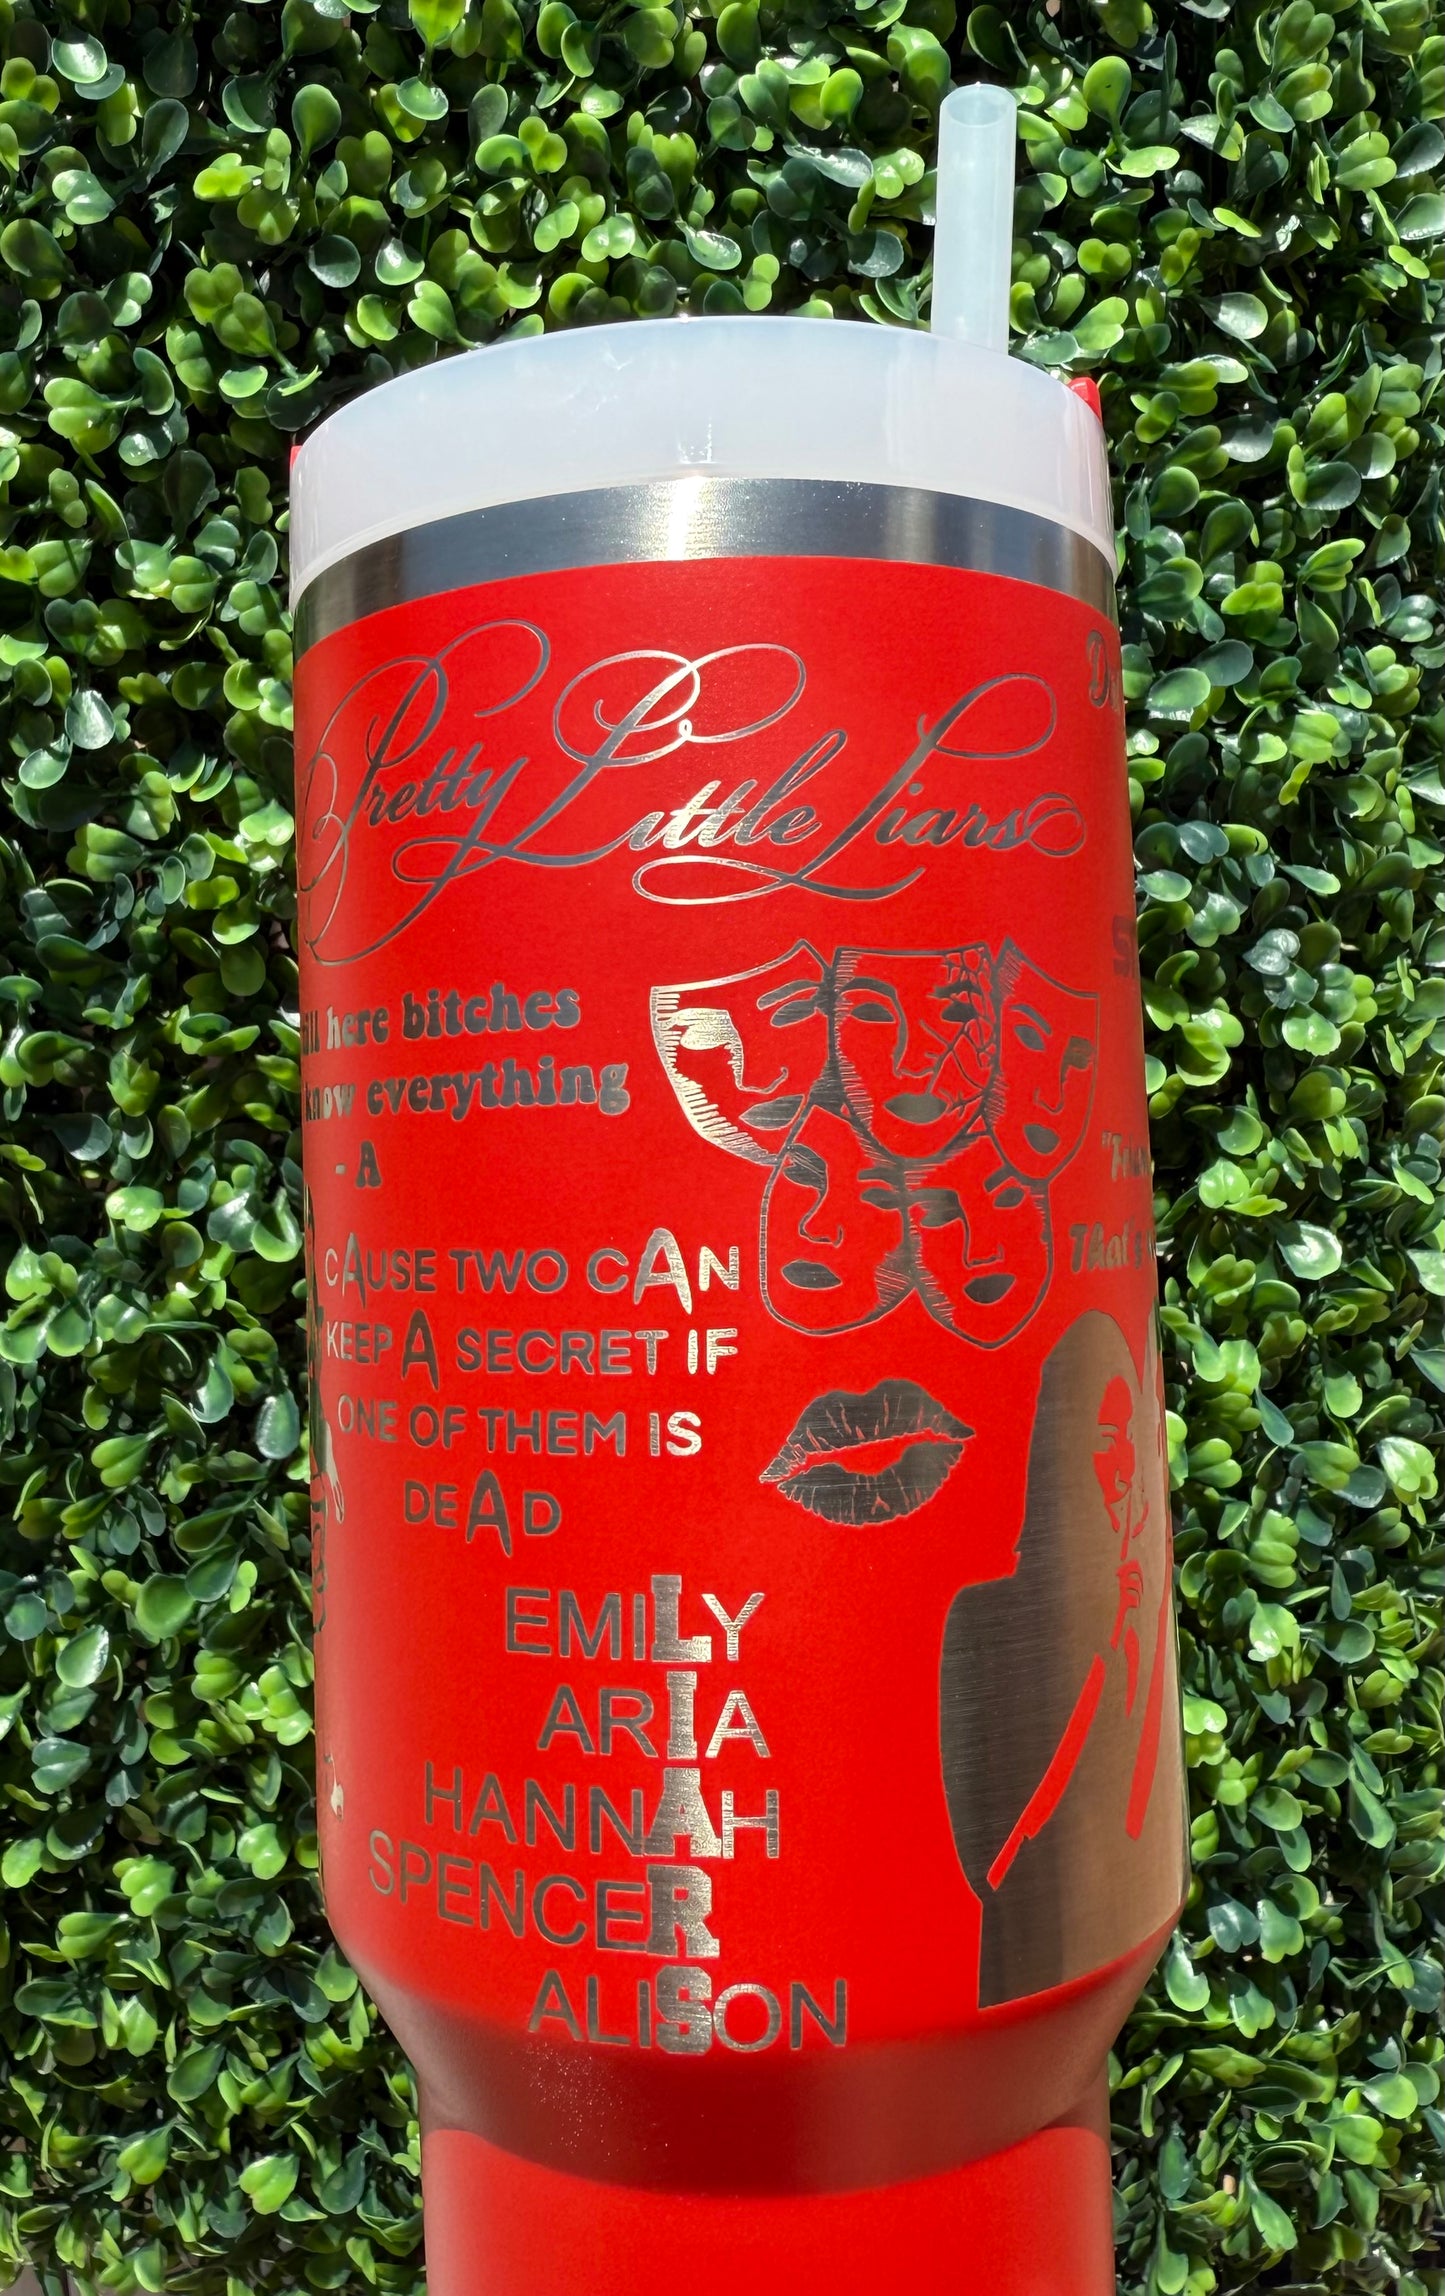 Pretty Little Liars
here bitches
know everything
- A
CAUSE TWO CAN
KEEP A SECRET IF
ONE OF THEM IS
DEAD
EMILY
ARIA
HANNAH
SPENCER
ALISON